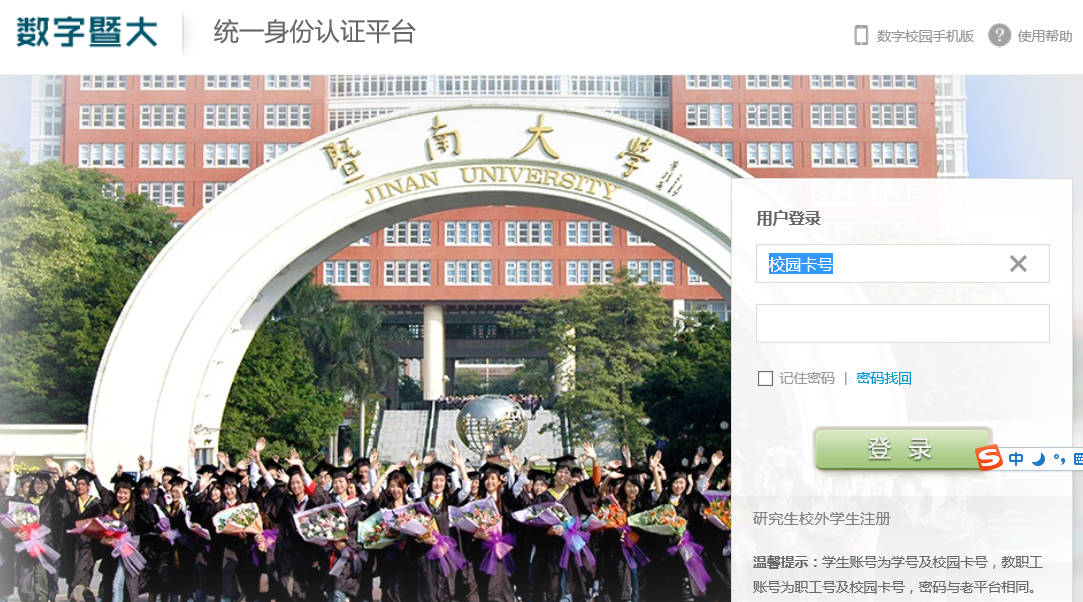 数字暨大
统一身份认证平台
数字校园手机版
? 使用帮助
暨南大學
JINAN UNIVERSITY
用户登录
校园卡号
记住密码 | 密码找回
登 录
S 中
研究生校外学生注册
温馨提示：学生账号为学号及校园卡号，教职工
账号为职工号及校园卡号，密码与老平台相同。